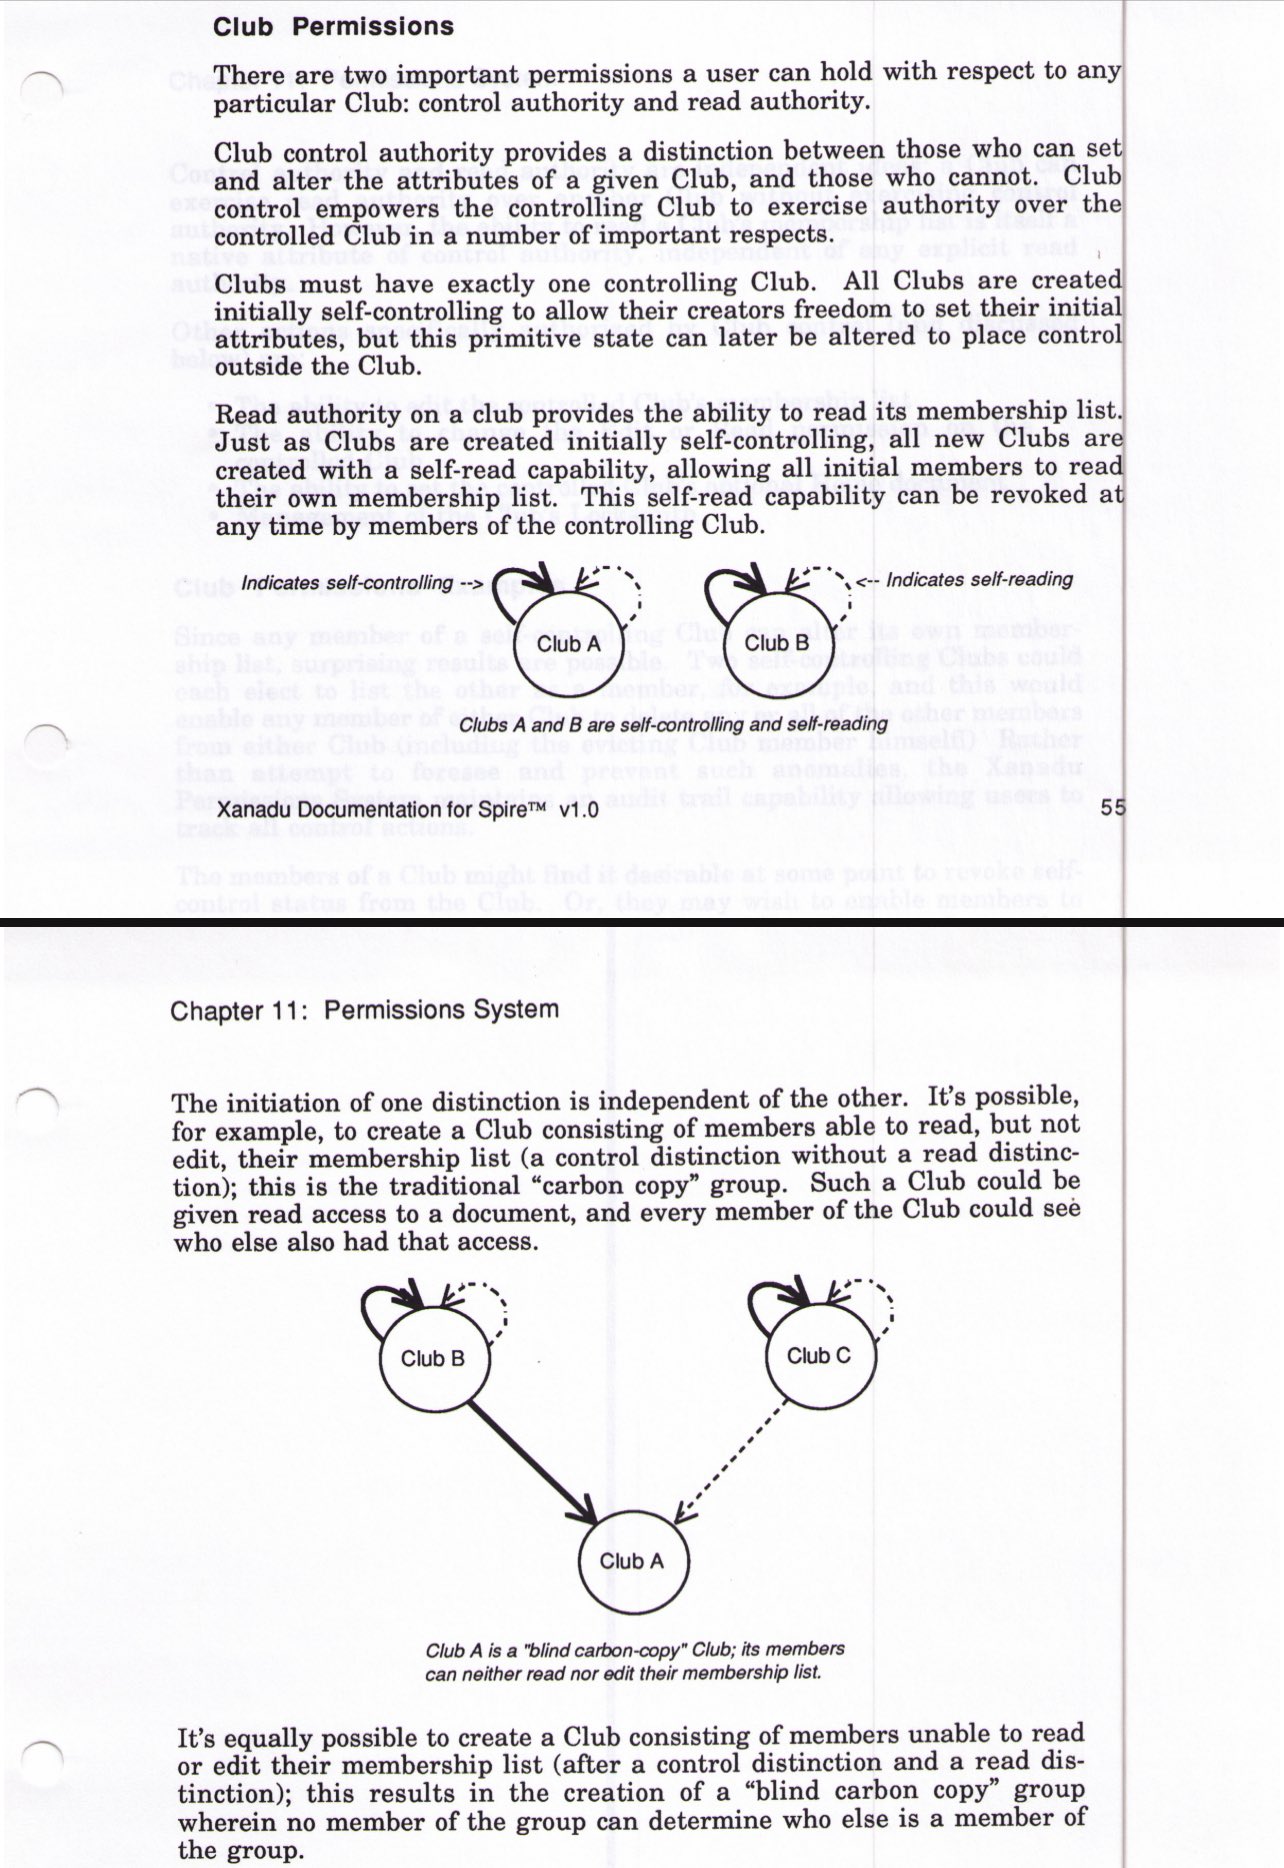 Club Permissions
There are two important permissions a user can hold with respect to any
particular Club: control authority and read authority.
Club control authority provides a distinction between those who can set
and alter the attributes of a given Club, and those who cannot. Club
control empowers the controlling Club to exercise authority over the
controlled Club in a number of important respects.
Clubs must have exactly one controlling Club. All Clubs are created
initially self-controlling to allow their creators freedom to set their initial
attributes, but this primitive state can later be altered to place control
outside the Club.
Read authority on a club provides the ability to read its membership list.
Just as Clubs are created initially self-controlling, all new Clubs are
created with a self-read capability, allowing all initial members to read
their own membership list. This self-read capability can be revoked at
any time by members of the controlling Club.
Indicates self-controlling -->
<-- Indicates self-reading
Club A
Club B
Clubs A and B are self-controlling and self-reading
Xanadu Documentation for Spire™ v1.0
55
Chapter 11: Permissions System
The initiation of one distinction is independent of the other. It's possible,
for example, to create a Club consisting of members able to read, but not
edit, their membership list (a control distinction without a read distinc-
tion); this is the traditional “carbon copy” group. Such a Club could be
given read access to a document, and every member of the Club could see
who else also had that access.
Club B
Club C
Club A
Club A is a "blind carbon-copy" Club; its members
can neither read nor edit their membership list.
It's equally possible to create a Club consisting of members unable to read
or edit their membership list (after a control distinction and a read dis-
tinction); this results in the creation of a “blind carbon copy” group
wherein no member of the group can determine who else is a member of
the group.